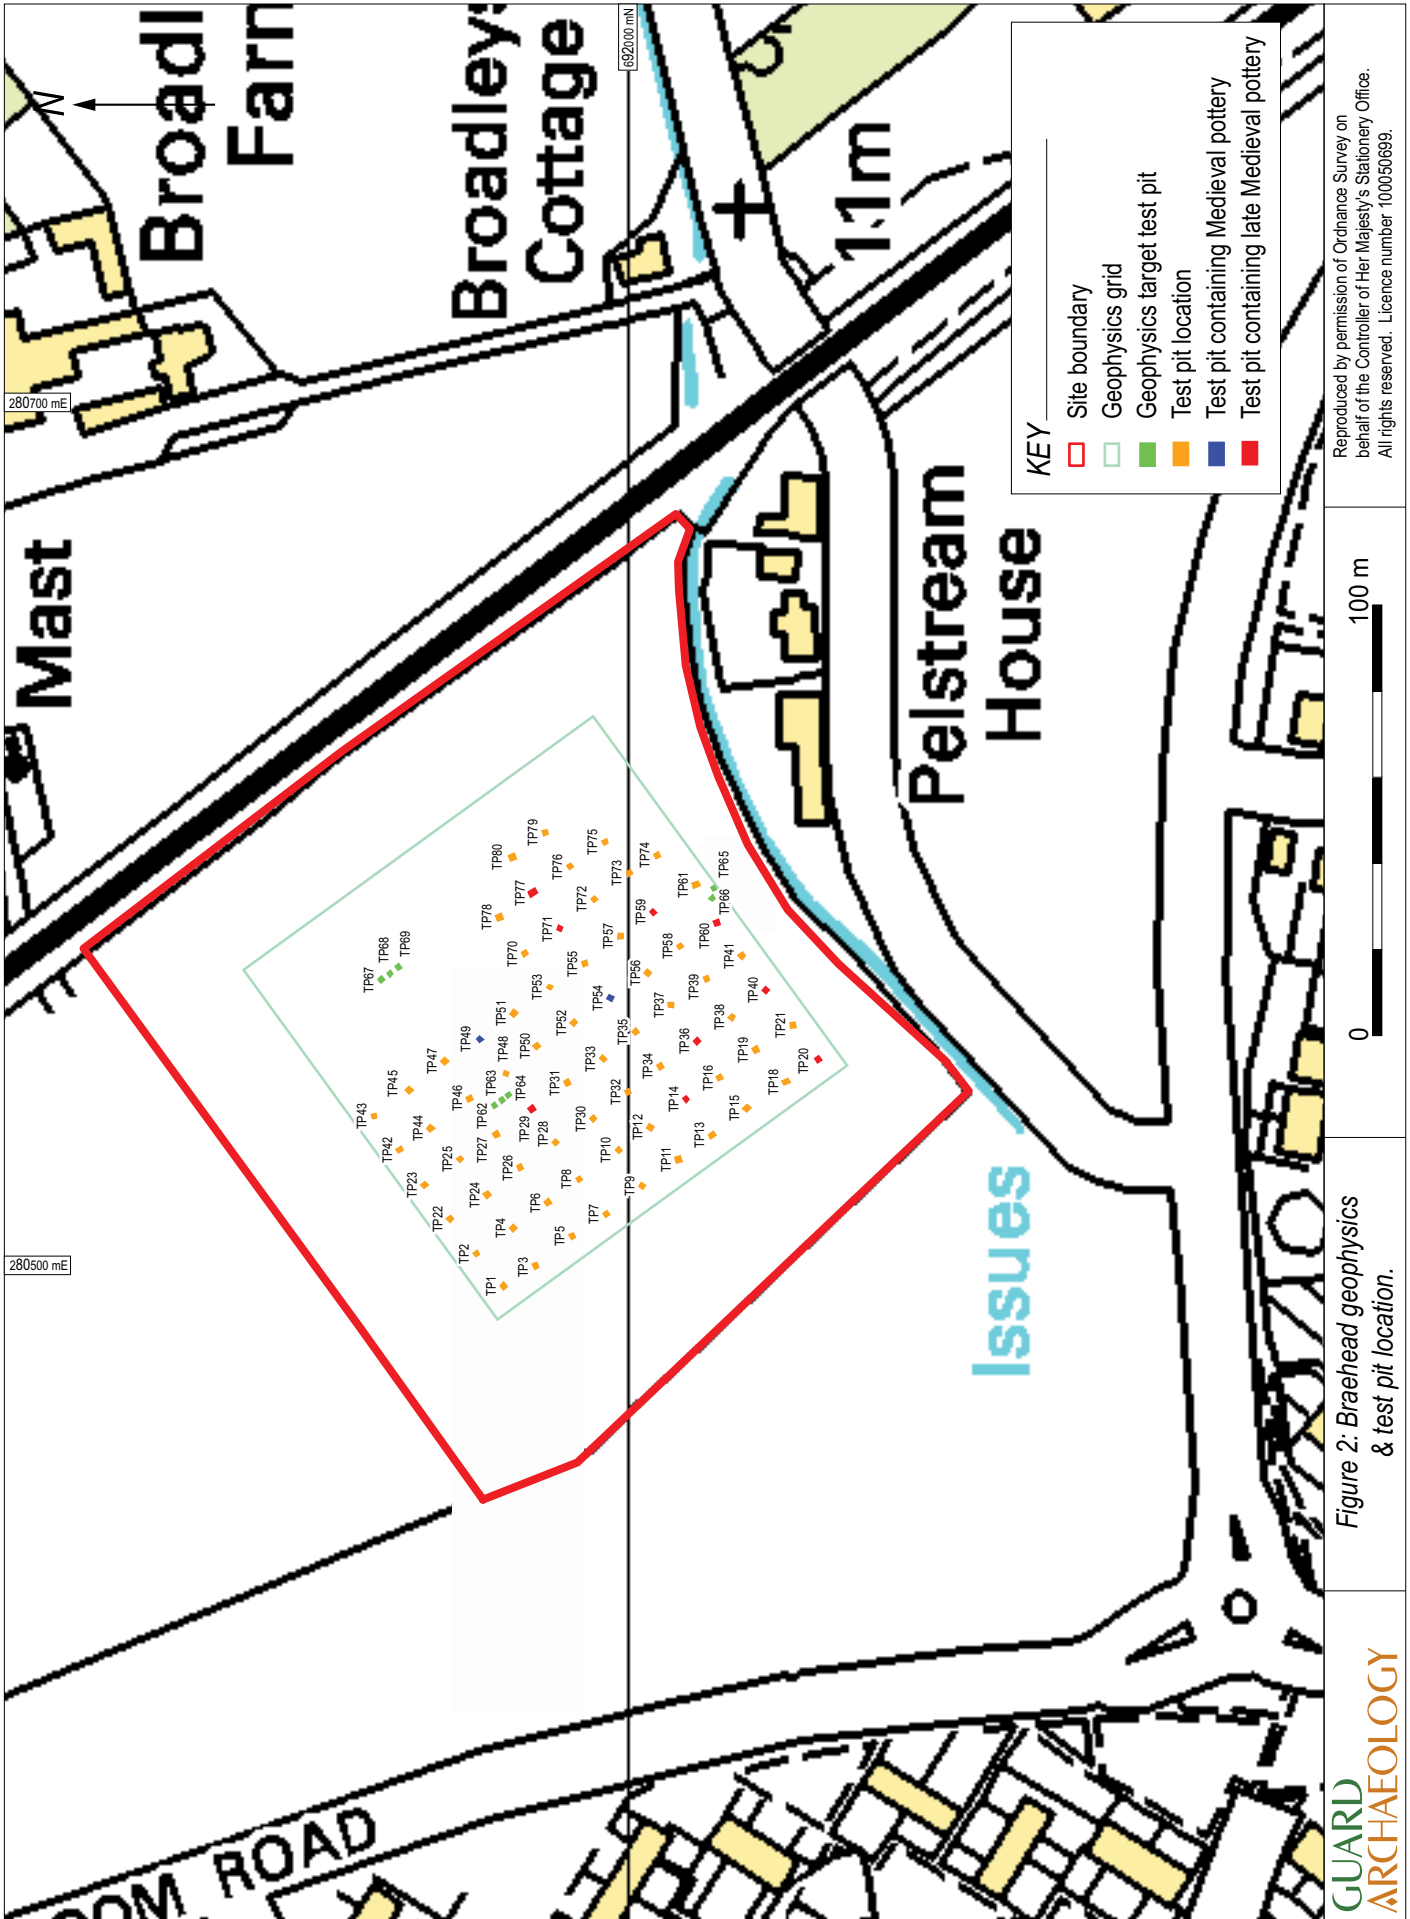 Mast
Broadl
Farn
Broadleys
Cottage
N
280500 mE
280700 mE
692000 mN
11m
Pelstream
House
Issues
OOM ROAD
TP1
TP2
TP3
TP4
TP5
TP6
TP7
TP8
TP9
TP10
TP11
TP12
TP13
TP14
TP15
TP16
TP18
TP19
TP20
TP21
TP22
TP23
TP24
TP25
TP26
TP27
TP28
TP29
TP30
TP31
TP32
TP33
TP34
TP35
TP36
TP37
TP38
TP39
TP40
TP41
TP42
TP43
TP44
TP45
TP46
TP47
TP48
TP49
TP50
TP51
TP52
TP53
TP54
TP55
TP56
TP57
TP58
TP59
TP60
TP61
TP62
TP63
TP64
TP65
TP66
TP67
TP68
TP69
TP70
TP71
TP72
TP73
TP74
TP75
TP76
TP77
TP78
TP79
TP80
KEY
Site boundary
Geophysics grid
Geophysics target test pit
Test pit location
Test pit containing Medieval pottery
Test pit containing late Medieval pottery
GUARD
ARCHAEOLOGY
Figure 2: Braehead geophysics
& test pit location.
0
100 m
Reproduced by permission of Ordnance Survey on
behalf of the Controller of Her Majesty's Stationery Office.
All rights reserved. Licence number 100050699.